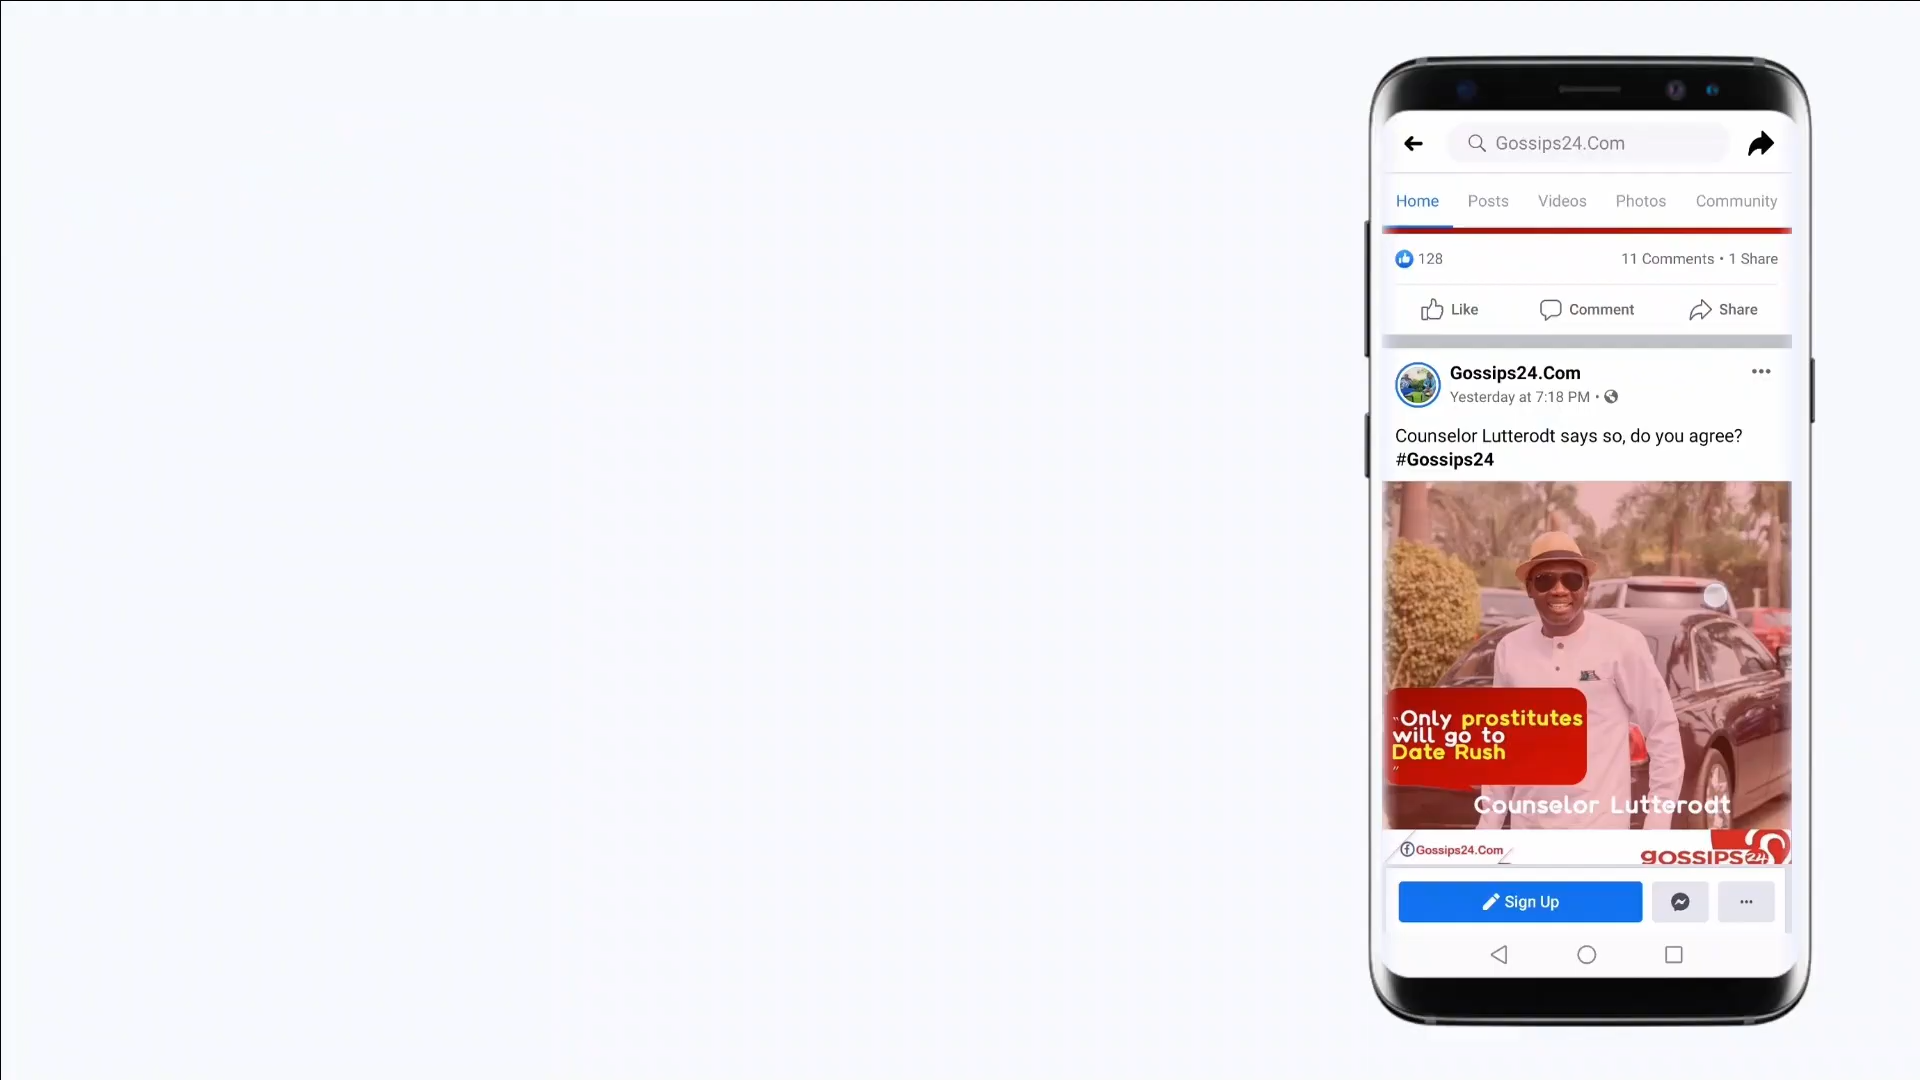 Gossips24.Com
Home Posts Videos Photos Community
128 11 Comments • 1 Share
Like Comment Share
Gossips24.Com
Yesterday at 7:18 PM •
Counselor Lutterodt says so, do you agree?
#Gossips24
"Only prostitutes
will go to
Date Rush
"
Counselor Lutterodt
Gossips24.Com
gossips24
Sign Up